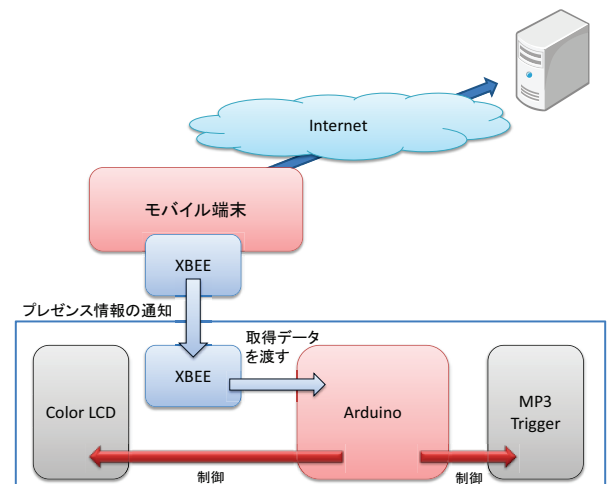 Internet
モバイル端末
XBEE
プレゼンス情報の通知
取得データ
を渡す
XBEE
Color LCD
Arduino
MP3
Trigger
制御
制御